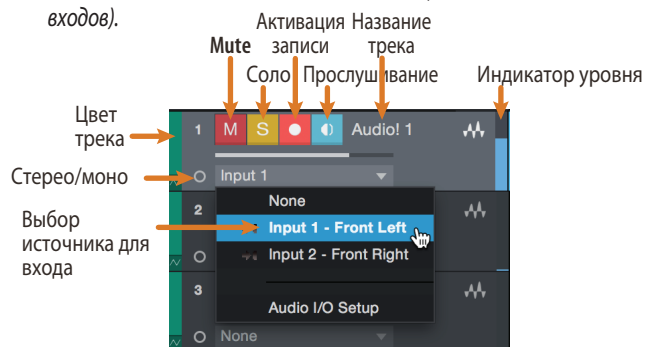 входов).
Активация Название
Mute записи трека
Соло Прослушивание Индикатор уровня
Цвет
трека
1 M S Audio! 1
Стерео/моно
Input 1
None
2
Выбор
источника для
входа
Input 1 - Front Left
Input 2 - Front Right
3
Audio I/O Setup
None